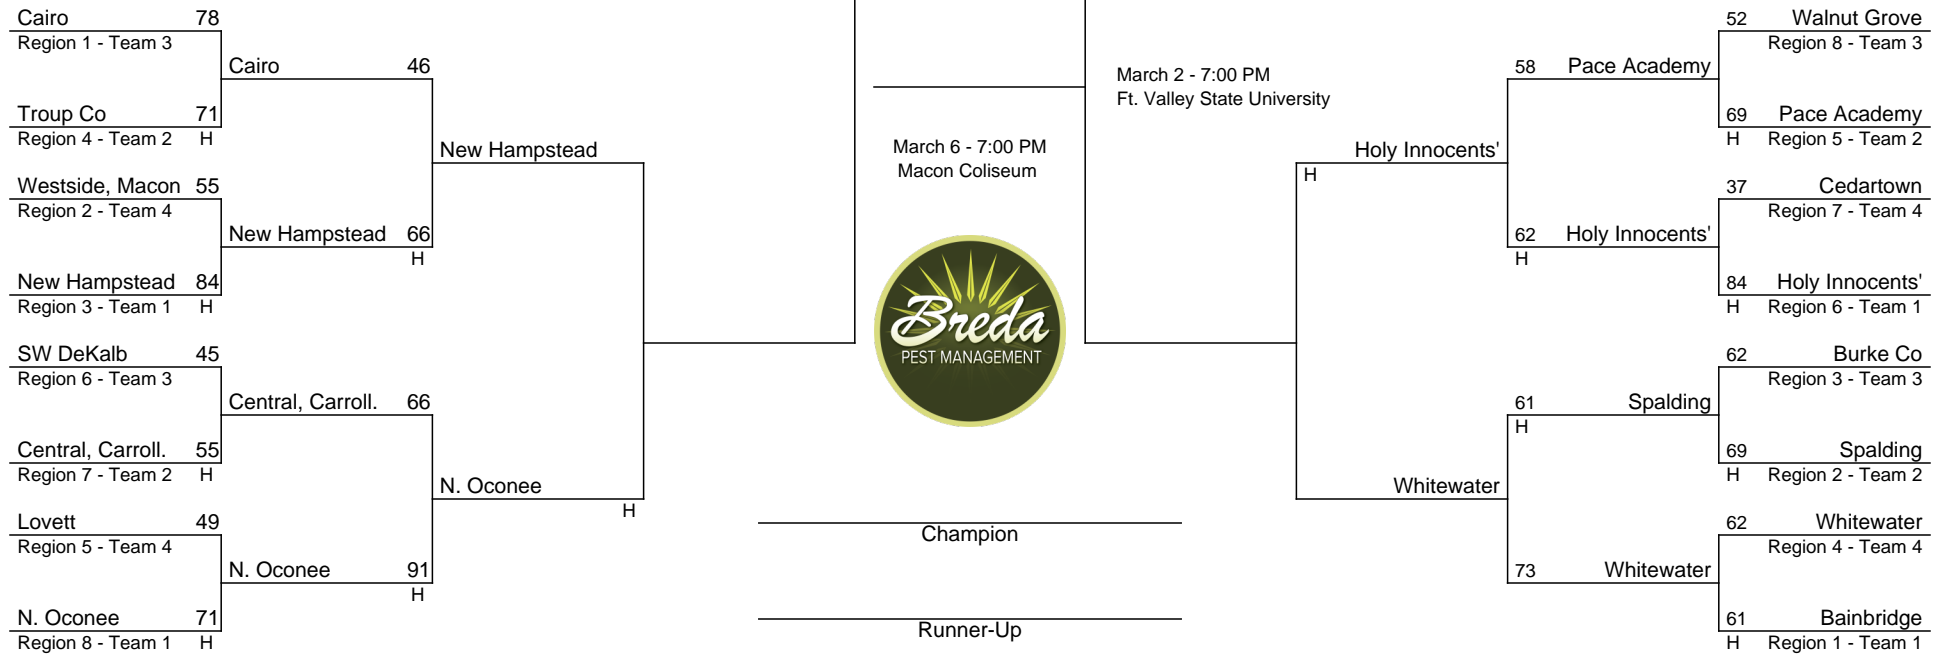 Cairo 78
Region 1 - Team 3
Cairo 46
Troup Co 71
Region 4 - Team 2 H
New Hampstead
Westside, Macon 55
Region 2 - Team 4
New Hampstead 66
H
New Hampstead 84
Region 3 - Team 1 H
SW DeKalb 45
Region 6 - Team 3
Central, Carroll. 66
Central, Carroll. 55
Region 7 - Team 2 H
N. Oconee
H
Lovett 49
Region 5 - Team 4
N. Oconee 91
H
N. Oconee 71
Region 8 - Team 1 H
March 6 - 7:00 PM
Macon Coliseum
Breda
PEST MANAGEMENT
Champion
Runner-Up
March 2 - 7:00 PM
Ft. Valley State University
52 Walnut Grove
Region 8 - Team 3
58 Pace Academy
69 Pace Academy
H Region 5 - Team 2
Holy Innocents'
H
37 Cedartown
Region 7 - Team 4
62 Holy Innocents'
H
84 Holy Innocents'
H Region 6 - Team 1
62 Burke Co
Region 3 - Team 3
61 Spalding
H
69 Spalding
H Region 2 - Team 2
Whitewater
62 Whitewater
Region 4 - Team 4
73 Whitewater
61 Bainbridge
H Region 1 - Team 1